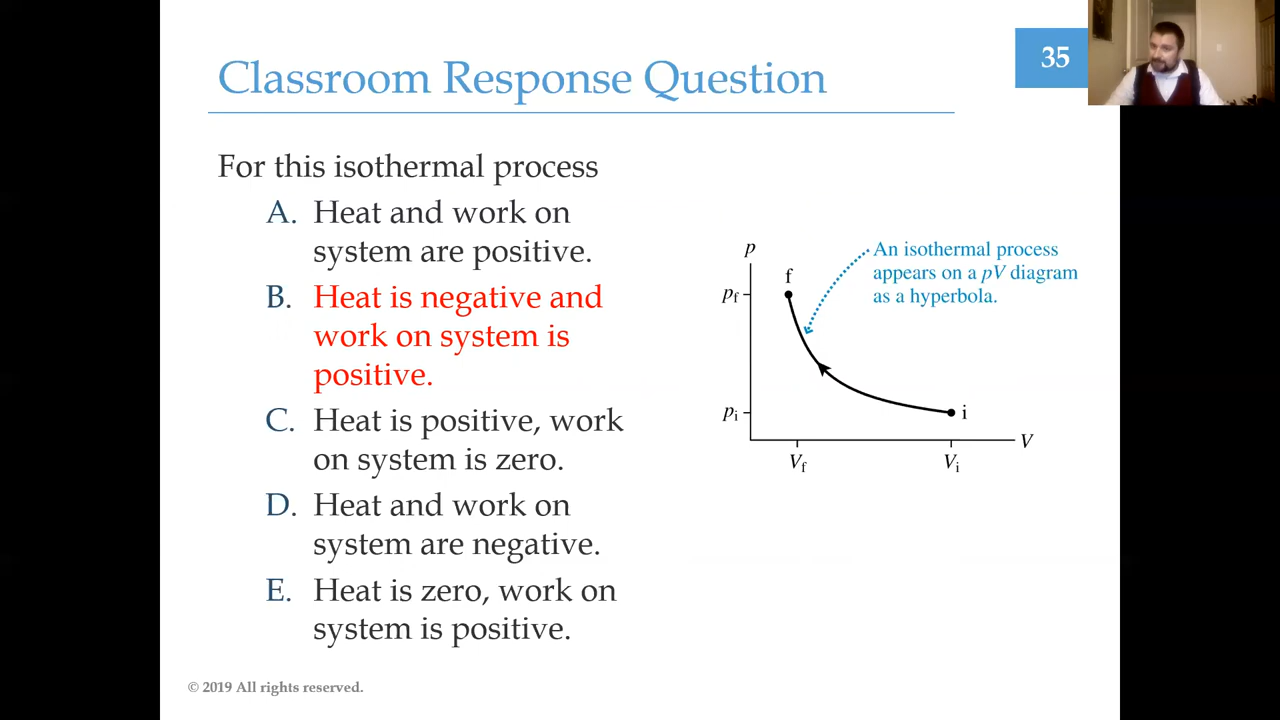 Classroom Response Question
35
For this isothermal process
A. Heat and work on
system are positive.
B. Heat is negative and
work on system is
positive.
C. Heat is positive, work
on system is zero.
D. Heat and work on
system are negative.
E. Heat is zero, work on
system is positive.
p
An isothermal process
appears on a pV diagram
as a hyperbola.
f
pf
pi
i
V
Vf
Vi
© 2019 All rights reserved.